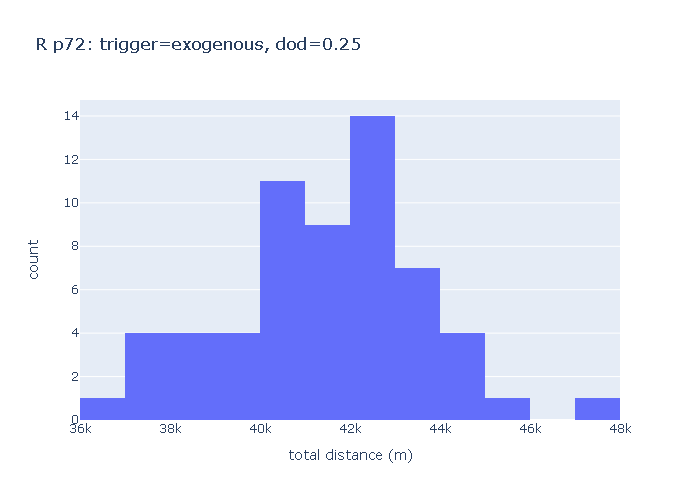 R p72: trigger=exogenous, dod=0.25
14
12
10
8
6
4
2
0
count
36k
38k
40k
42k
44k
46k
48k
total distance (m)